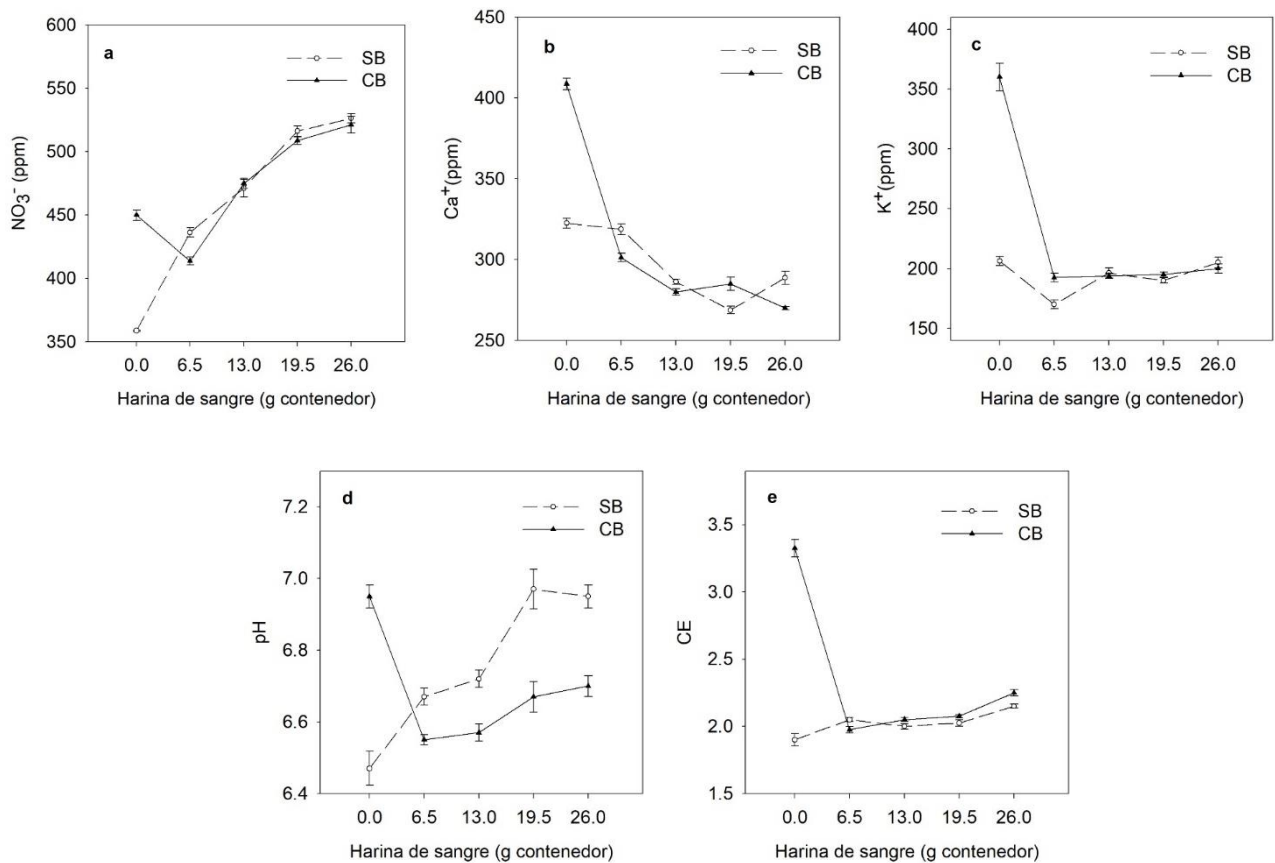 a
SB
CB
600
550
500
450
400
350
NO₃⁻ (ppm)
0.0 6.5 13.0 19.5 26.0
Harina de sangre (g contenedor)
b
SB
CB
450
400
350
300
250
Ca⁺(ppm)
0.0 6.5 13.0 19.5 26.0
Harina de sangre (g contenedor)
c
SB
CB
400
350
300
250
200
150
K⁺(ppm)
0.0 6.5 13.0 19.5 26.0
Harina de sangre (g contenedor)
d
SB
CB
7.2
7.0
6.8
6.6
6.4
pH
0.0 6.5 13.0 19.5 26.0
Harina de sangre (g contenedor)
e
SB
CB
3.5
3.0
2.5
2.0
1.5
CE
0.0 6.5 13.0 19.5 26.0
Harina de sangre (g contenedor)